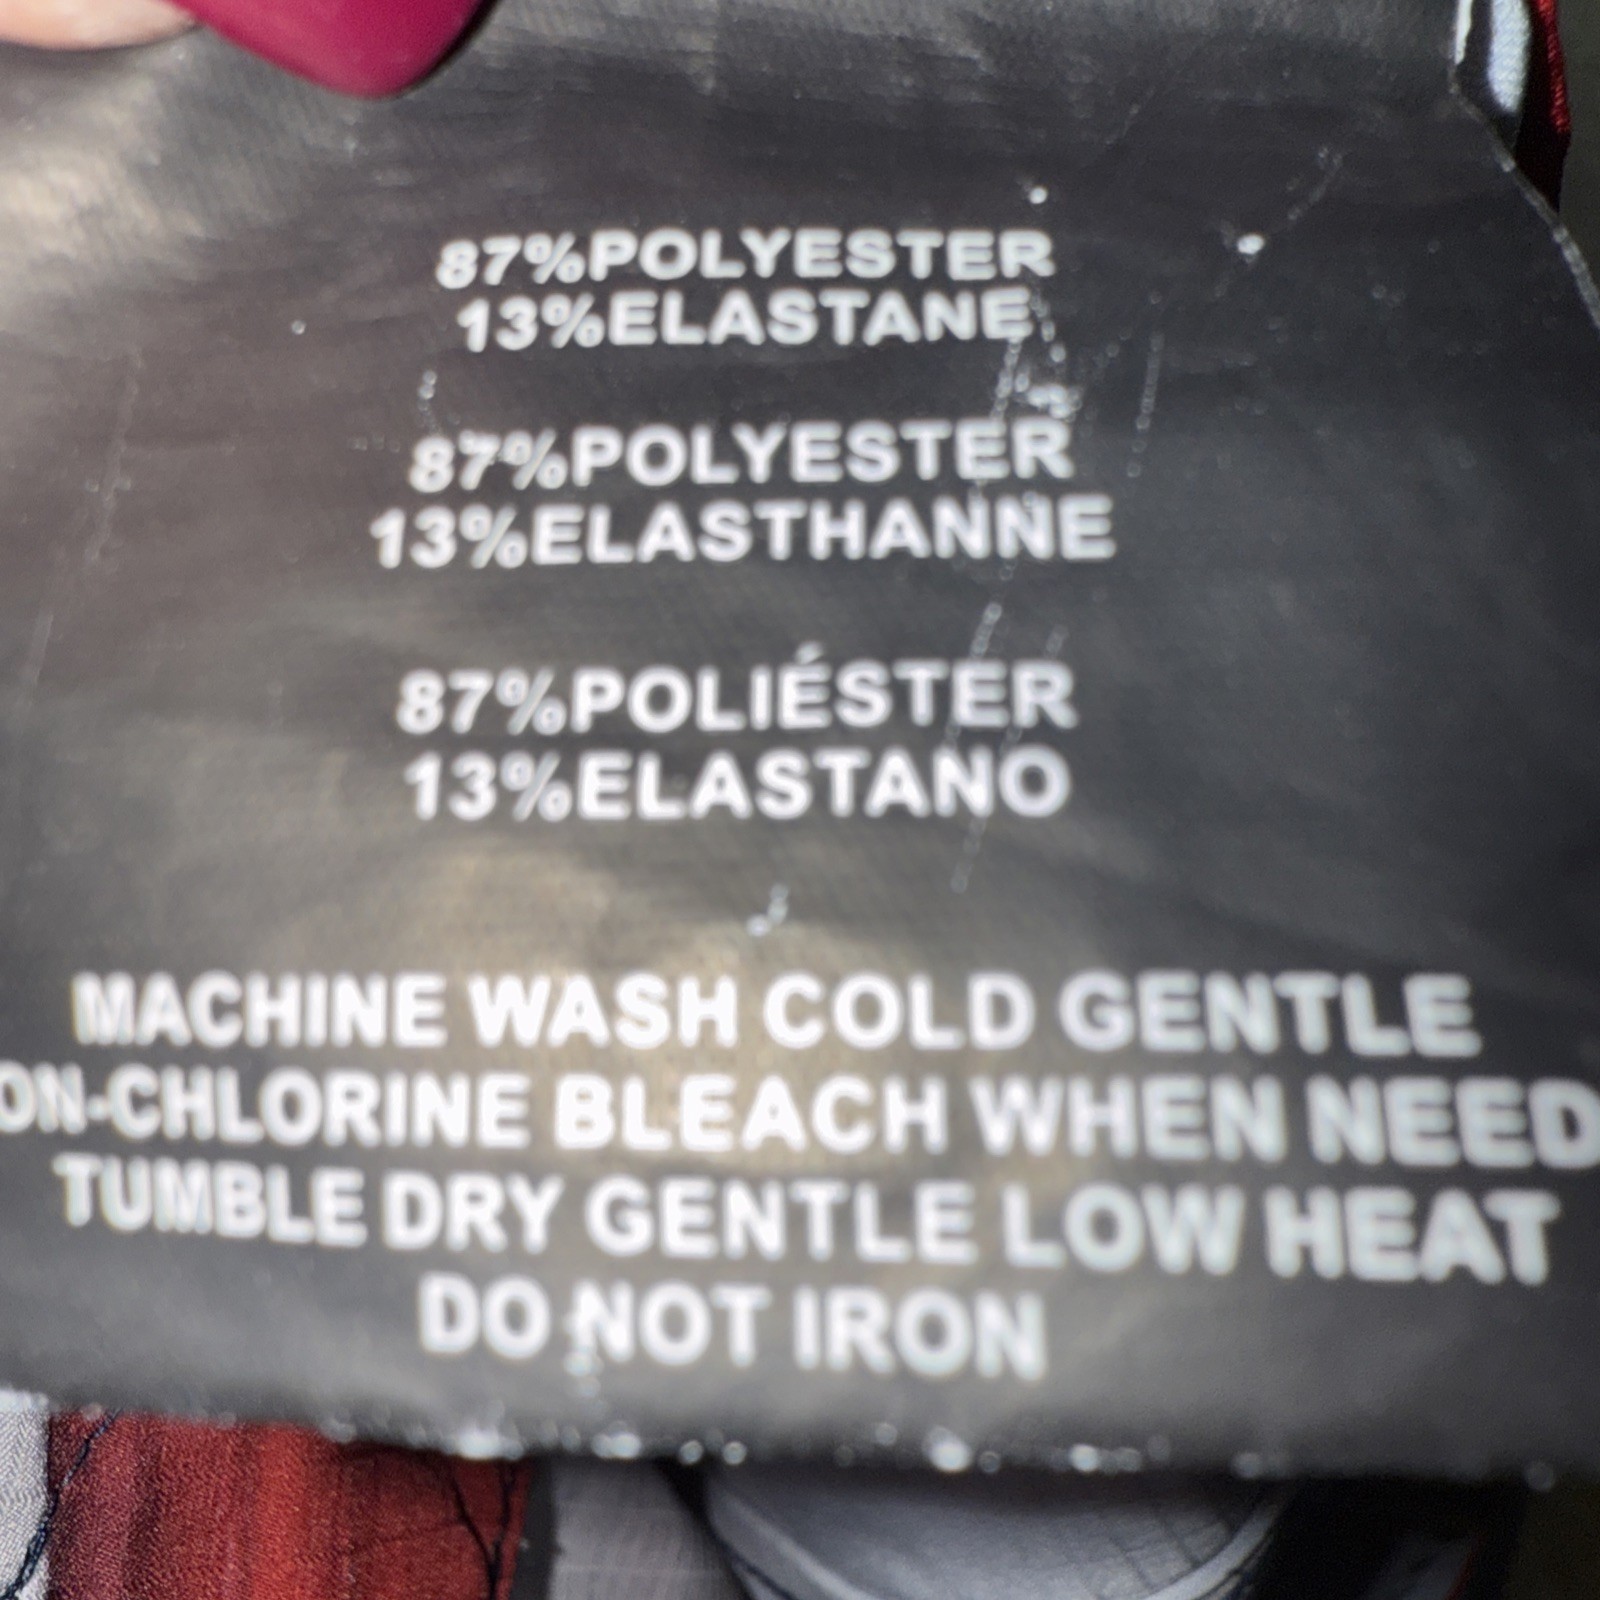 87%POLYESTER
13%ELASTANE
87%POLYESTER
13%ELASTHANNE
87%POLIÉSTER
13%ELASTANO
MACHINE WASH COLD GENTLE
ON-CHLORINE BLEACH WHEN NEED
TUMBLE DRY GENTLE LOW HEAT
DO NOT IRON